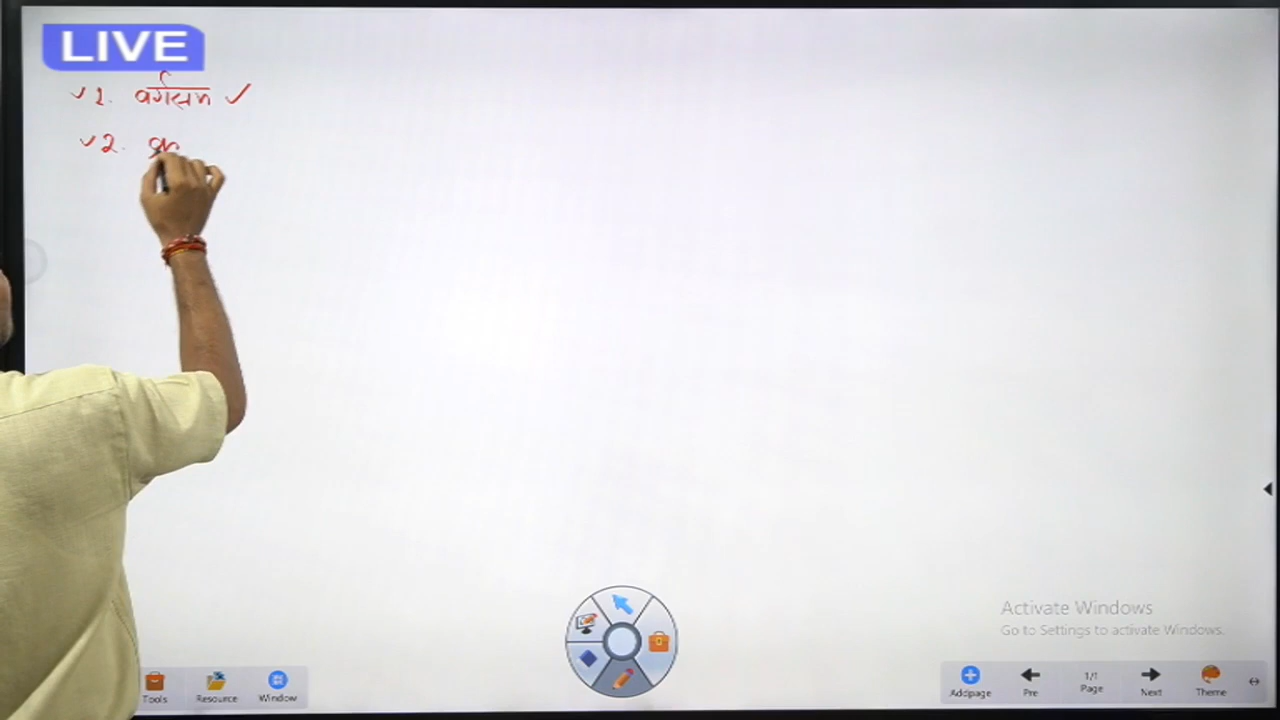 LIVE
✓ 1. वर्गसम ✓
✓ 2.
Activate Windows
Go to Settings to activate Windows.
Tools Resource Window
Addpage Pre 1/1 Page Next Theme